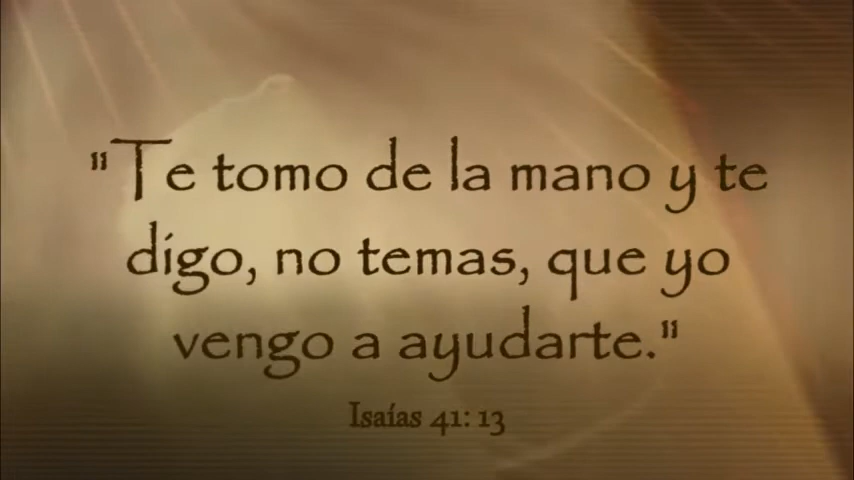 "Te tomo de la mano y te
digo, no temas, que yo
vengo a ayudarte."
Isaías 41: 13